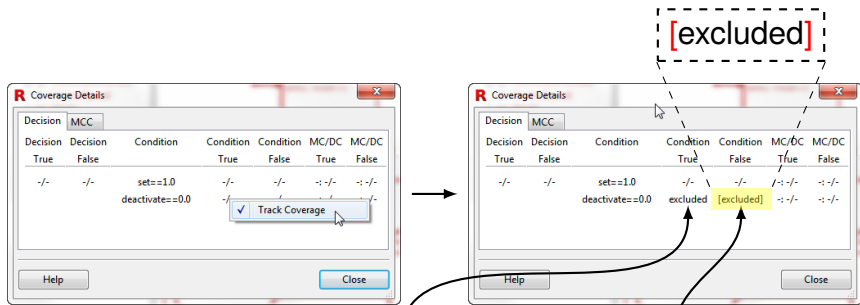 [excluded]
R Coverage Details
Decision MCC
Decision Decision Condition Condition Condition MC/DC MC/DC
True False True False True False
-/- -/- set==1.0 -/- -/- -: -/- -: -/-
deactivate==0.0 -/- -: -/-
✓ Track Coverage
Help Close
R Coverage Details
Decision MCC
Decision Decision Condition Condition Condition MC/DC MC/DC
True False True False True False
-/- -/- set==1.0 -/- -/- -: -/- -: -/-
deactivate==0.0 excluded [excluded] -: -/- -: -/-
Help Close